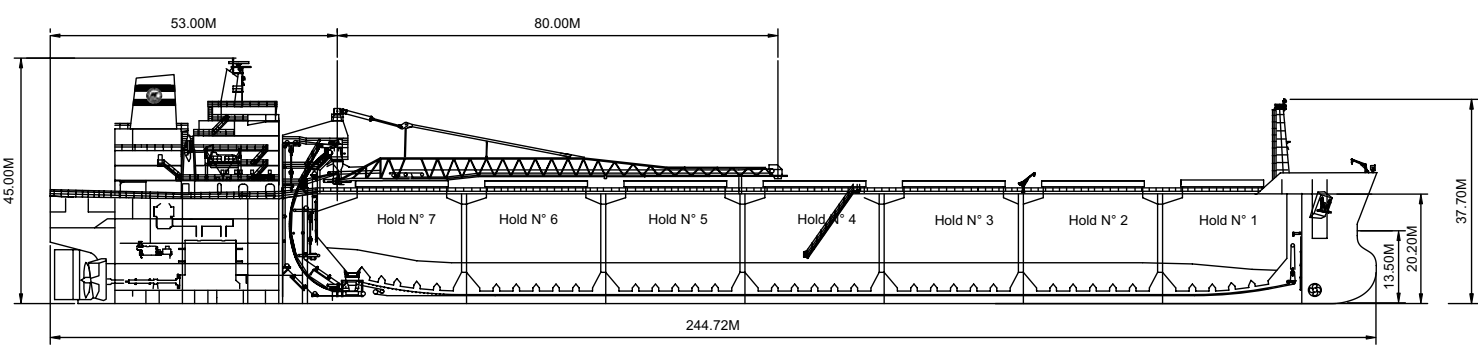 53.00M
80.00M
45.00M
Hold N° 7
Hold N° 6
Hold N° 5
Hold N° 4
Hold N° 3
Hold N° 2
Hold N° 1
13.50M
20.20M
37.70M
244.72M